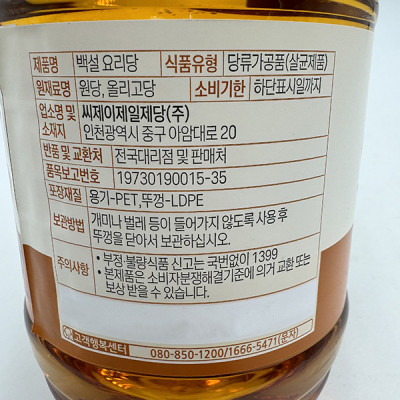 제품명 백설 요리당 식품유형 당류가공품(살균제품)
원재료명 원당, 올리고당 소비기한 하단표시일까지
업소명 및 씨제이제일제당(주)
소재지 인천광역시 중구 아암대로 20
반품 및 교환처 전국대리점 및 판매처
품목보고번호 19730190015-35
포장재질 용기-PET, 뚜껑-LDPE
보관방법 개미나 벌레 등이 들어가지 않도록 사용 후
뚜껑을 닫아서 보관하십시오.
주의사항 • 부정·불량식품 신고는 국번없이 1399
• 본제품은 소비자분쟁해결기준에 의거 교환 또는
보상 받을 수 있습니다.
고객행복센터 080-850-1200/1666-5471(문자)